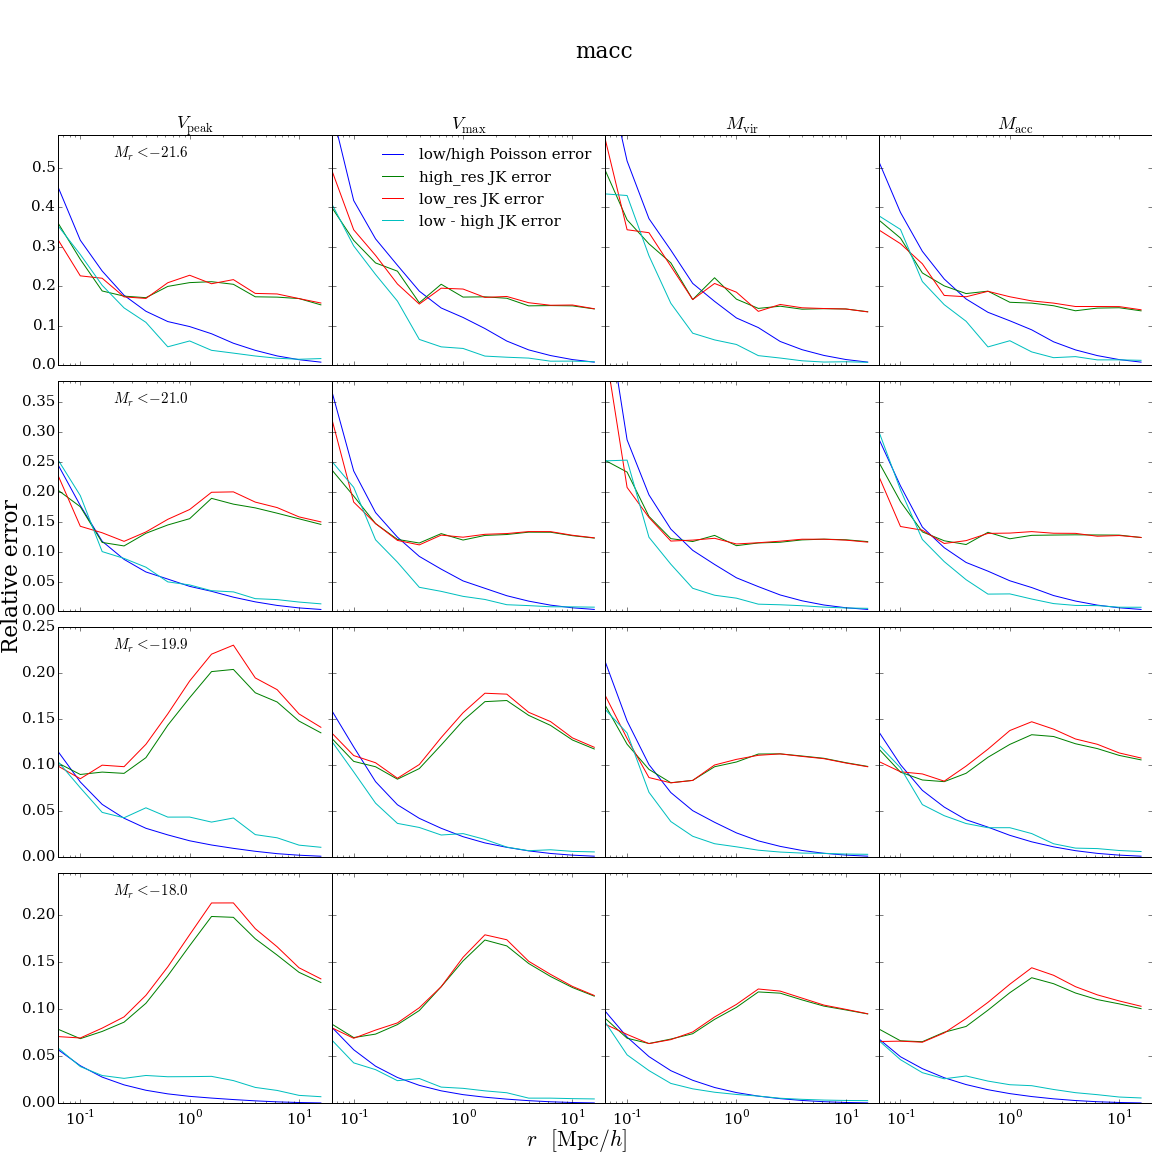 macc
V_peak V_max M_vir M_acc
M_r <−21.6
low/high Poisson error
high_res JK error
low_res JK error
low - high JK error
0.5
0.4
0.3
0.2
0.1
0.0
M_r <−21.0
0.35
0.30
0.25
0.20
0.15
0.10
0.05
0.00
Relative error
M_r <−19.9
0.25
0.20
0.15
0.10
0.05
0.00
M_r <−18.0
0.20
0.15
0.10
0.05
0.00
10^-1 10^0 10^1 10^-1 10^0 10^1 10^-1 10^0 10^1 10^-1 10^0 10^1
r [Mpc/h]